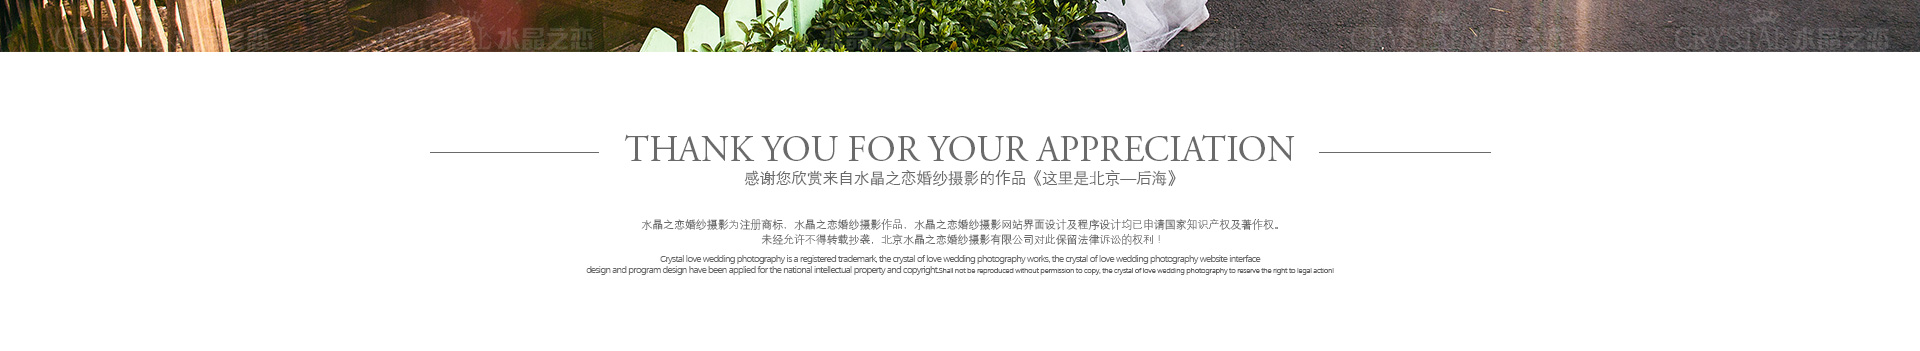 CRYSTAL 水晶之恋 CRYSTAL 水晶之恋 CRYSTAL 水晶之恋 CRYSTAL 水晶之恋
THANK YOU FOR YOUR APPRECIATION
感谢您欣赏来自水晶之恋婚纱摄影的作品《这里是北京—后海》
水晶之恋婚纱摄影为注册商标，水晶之恋婚纱摄影作品，水晶之恋婚纱摄影网站界面设计及程序设计均已申请国家知识产权及著作权。
未经允许不得转载抄袭，北京水晶之恋婚纱摄影有限公司对此保留法律诉讼的权利！
Crystal love wedding photography is a registered trademark, the crystal of love wedding photography works, the crystal of love wedding photography website interface
design and program design have been applied for the national intellectual property and copyright.Shall not be reproduced without permission to copy, the crystal of love wedding photography to reserve the right to legal action!